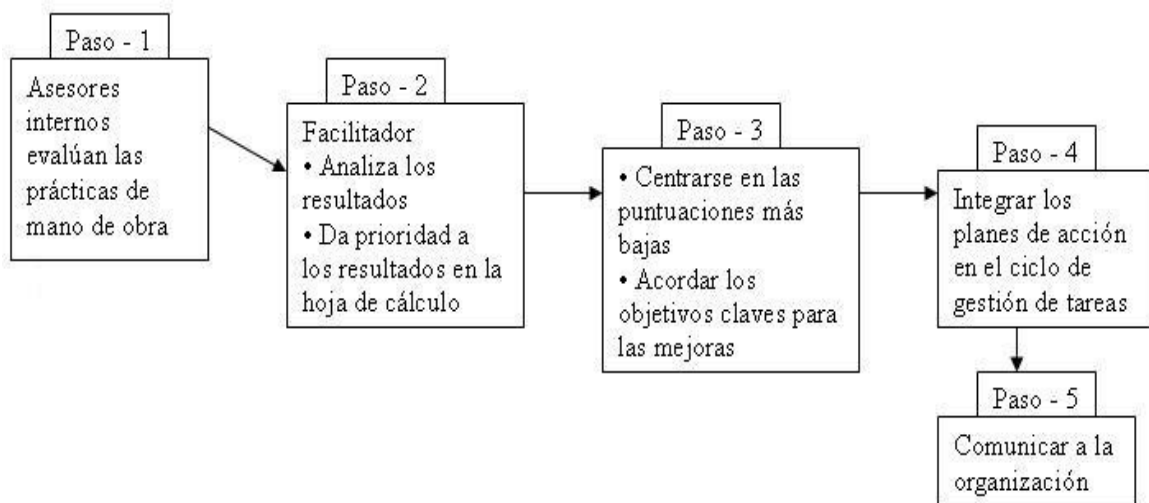 Paso - 1
Asesores
internos
evalúan las
prácticas de
mano de obra
Paso - 2
Facilitador
• Analiza los
resultados
• Da prioridad a
los resultados en la
hoja de cálculo
Paso - 3
• Centrarse en las
puntuaciones más
bajas
• Acordar los
objetivos claves para
las mejoras
Paso - 4
Integrar los
planes de acción
en el ciclo de
gestión de tareas
Paso - 5
Comunicar a la
organización